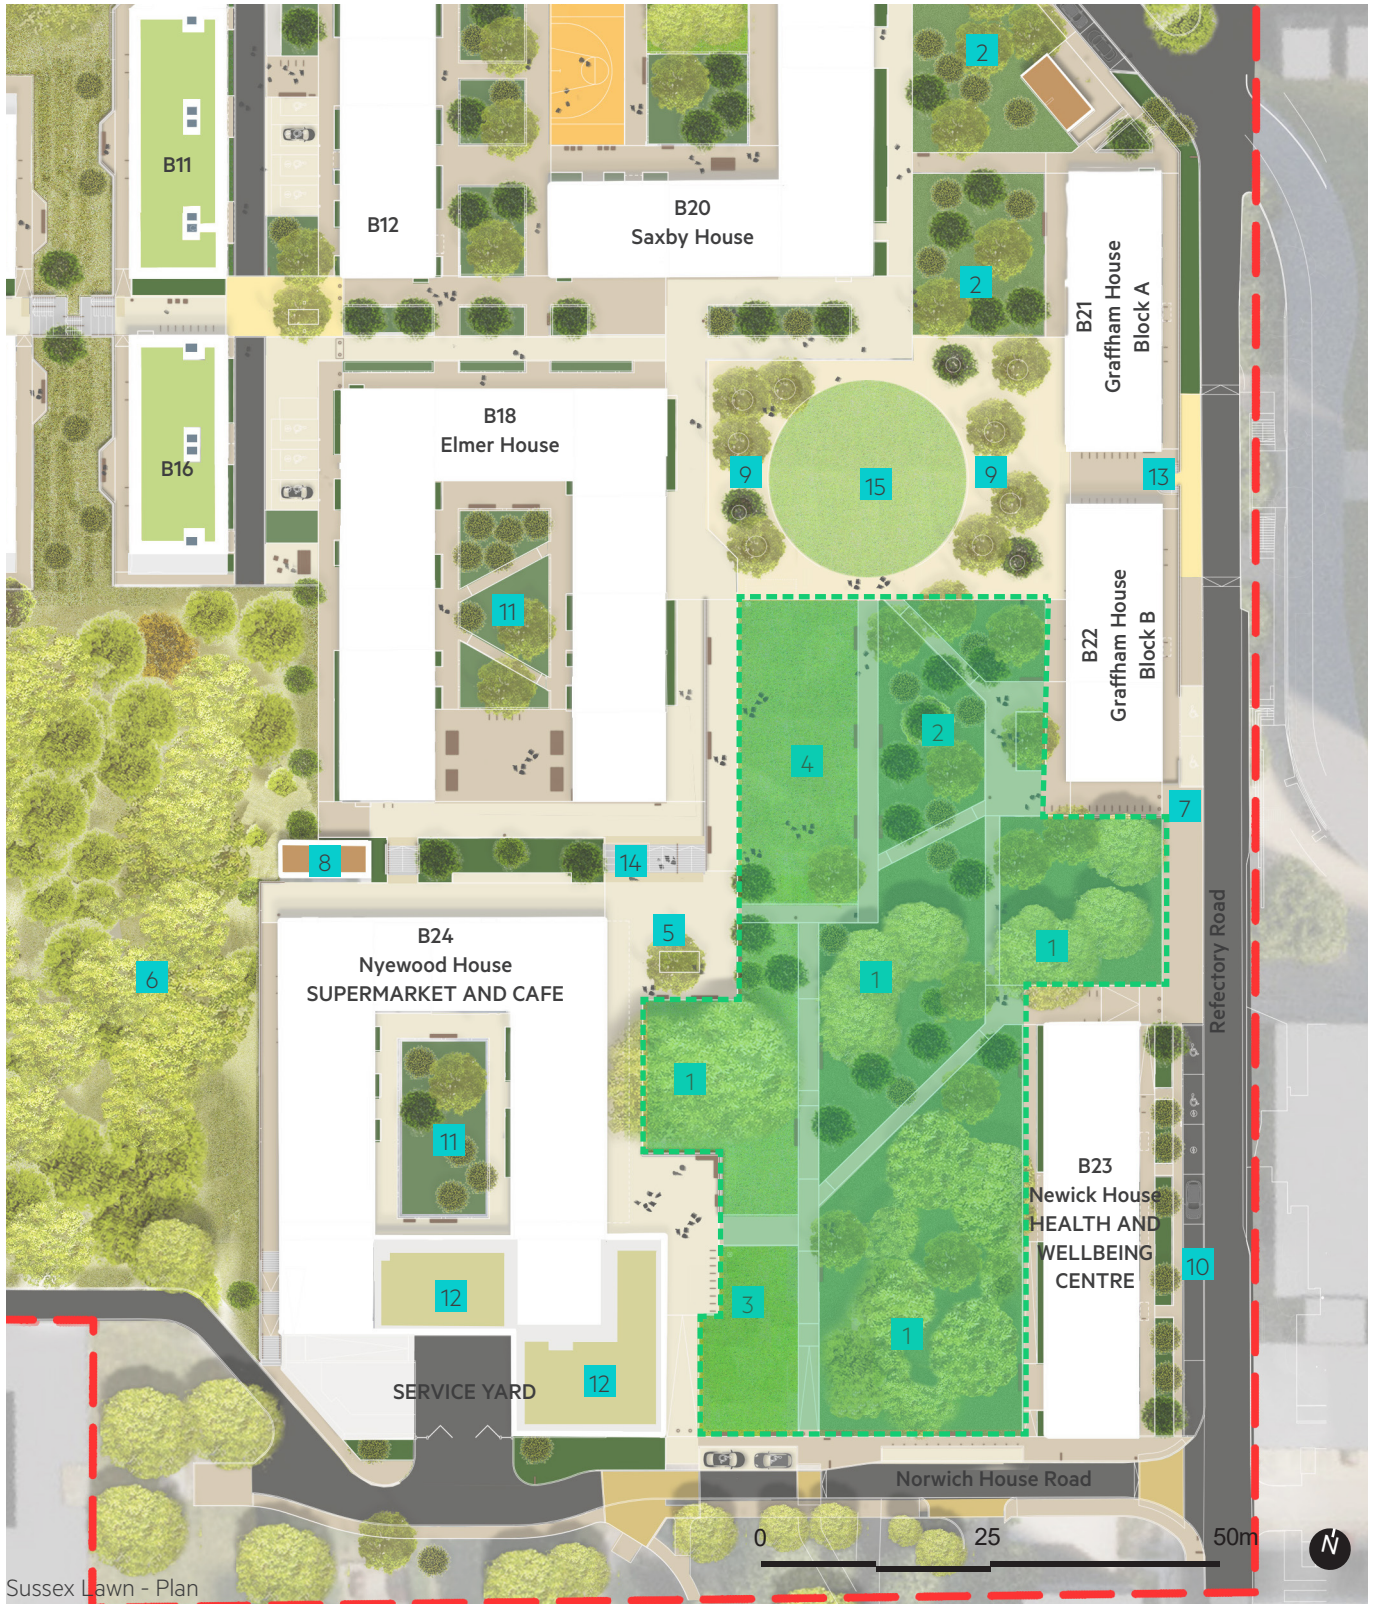 2
B11
B20
Saxby House
B12
2
B21
Graffham House
Block A
B18
Elmer House
B16
9
15
9
13
11
B22
Graffham House
Block B
2
4
7
8
14
5
B24
Nyewood House
SUPERMARKET AND CAFE
1
1
6
Refectory Road
1
11
B23
Newick House
HEALTH AND
WELLBEING
CENTRE
10
12
3
1
12
SERVICE YARD
Norwich House Road
0
25
50m
N
Sussex Lawn - Plan